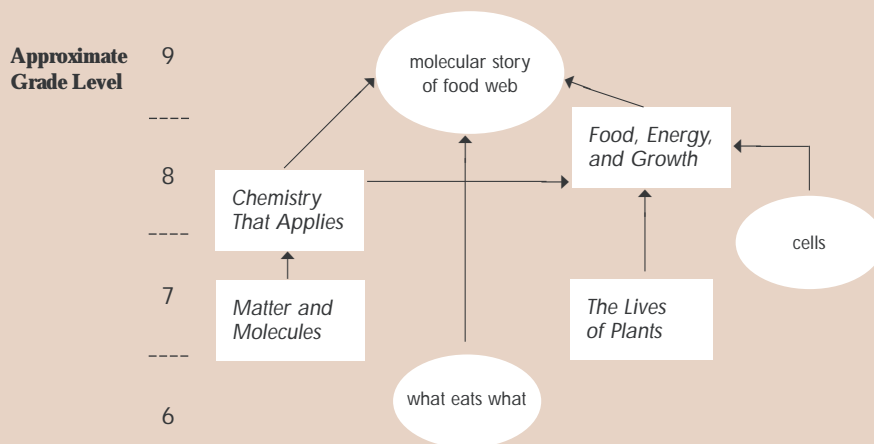 Approximate
Grade Level
9
molecular story
of food web
----
Food, Energy,
and Growth
8
Chemistry
That Applies
cells
----
7
Matter and
Molecules
The Lives
of Plants
----
what eats what
6